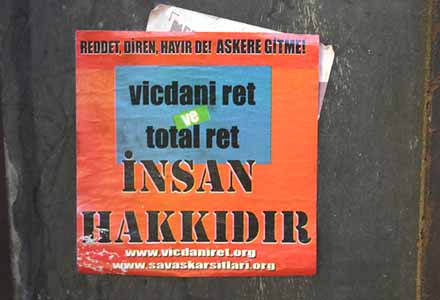 REDDET, DİREN, HAYIR DE! ASKERE GİTME!
vicdani ret
ve
total ret
İNSAN
HAKKIDIR
www.vicdaniret.org
www.savaskarsitlari.org